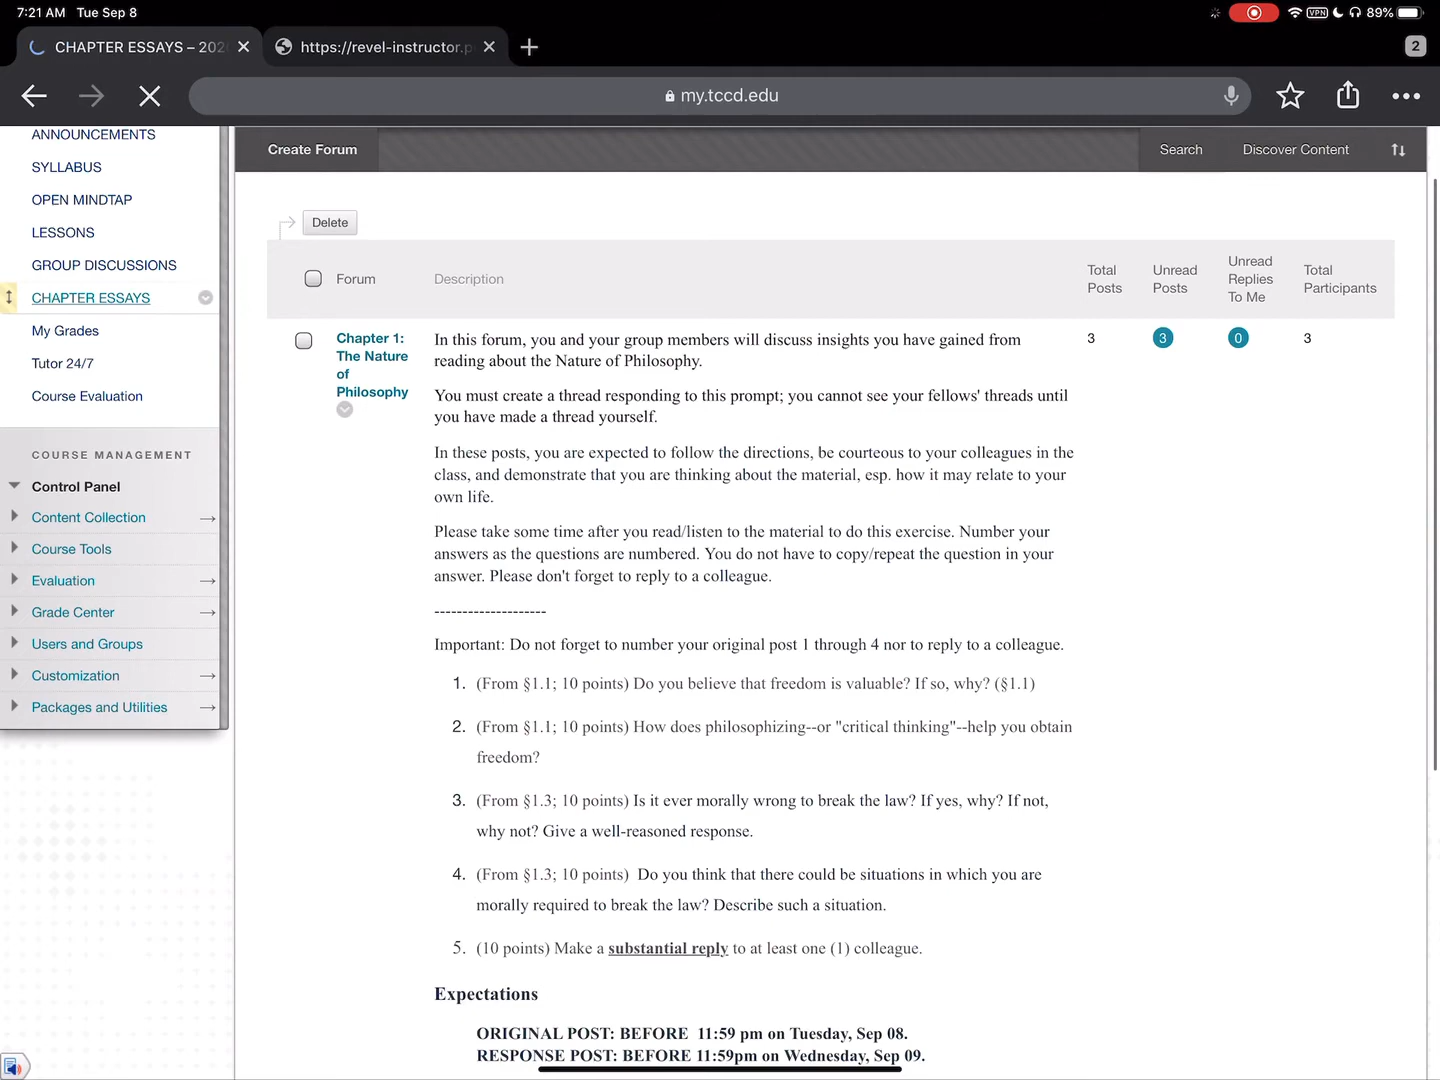 7:21 AM Tue Sep 8
VPN 89%
CHAPTER ESSAYS – 202
https://revel-instructor.p
2
my.tccd.edu
ANNOUNCEMENTS
SYLLABUS
OPEN MINDTAP
LESSONS
GROUP DISCUSSIONS
CHAPTER ESSAYS
My Grades
Tutor 24/7
Course Evaluation
COURSE MANAGEMENT
Control Panel
Content Collection
Course Tools
Evaluation
Grade Center
Users and Groups
Customization
Packages and Utilities
Create Forum
Search
Discover Content
Delete
Forum
Description
Total
Posts
Unread
Posts
Unread
Replies
To Me
Total
Participants
Chapter 1:
The Nature
of
Philosophy
In this forum, you and your group members will discuss insights you have gained from
reading about the Nature of Philosophy.
3
3
0
3
You must create a thread responding to this prompt; you cannot see your fellows' threads until
you have made a thread yourself.
In these posts, you are expected to follow the directions, be courteous to your colleagues in the
class, and demonstrate that you are thinking about the material, esp. how it may relate to your
own life.
Please take some time after you read/listen to the material to do this exercise. Number your
answers as the questions are numbered. You do not have to copy/repeat the question in your
answer. Please don't forget to reply to a colleague.
--------------------
Important: Do not forget to number your original post 1 through 4 nor to reply to a colleague.
1. (From §1.1; 10 points) Do you believe that freedom is valuable? If so, why? (§1.1)
2. (From §1.1; 10 points) How does philosophizing--or "critical thinking"--help you obtain
freedom?
3. (From §1.3; 10 points) Is it ever morally wrong to break the law? If yes, why? If not,
why not? Give a well-reasoned response.
4. (From §1.3; 10 points) Do you think that there could be situations in which you are
morally required to break the law? Describe such a situation.
5. (10 points) Make a substantial reply to at least one (1) colleague.
Expectations
ORIGINAL POST: BEFORE 11:59 pm on Tuesday, Sep 08.
RESPONSE POST: BEFORE 11:59pm on Wednesday, Sep 09.